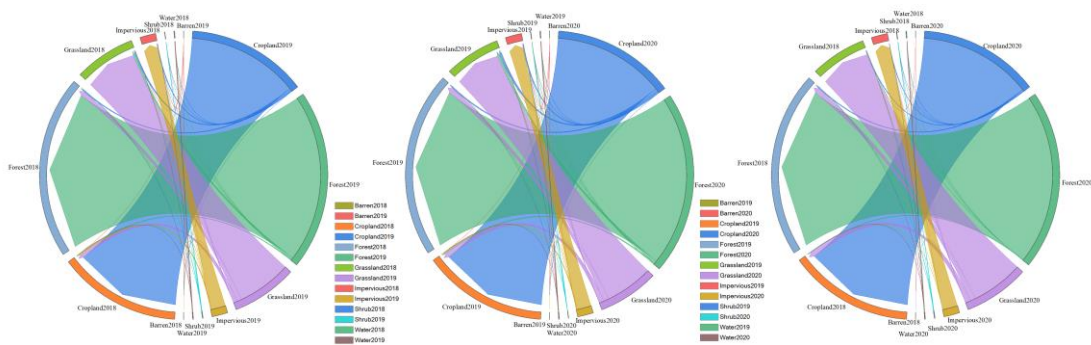 Water2018
Shrub2018
Barren2019
Impervious2018
Grassland2018
Cropland2019
Forest2018
Forest2019
Cropland2018
Grassland2019
Barren2018
Shrub2019
Impervious2019
Water2019
Barren2018
Barren2019
Cropland2018
Cropland2019
Forest2018
Forest2019
Grassland2018
Grassland2019
Impervious2018
Impervious2019
Shrub2018
Shrub2019
Water2018
Water2019
Water2019
Shrub2019
Barren2020
Impervious2019
Grassland2019
Cropland2020
Forest2019
Forest2020
Cropland2019
Grassland2020
Barren2019
Shrub2020
Impervious2020
Water2020
Barren2019
Barren2020
Cropland2019
Cropland2020
Forest2019
Forest2020
Grassland2019
Grassland2020
Impervious2019
Impervious2020
Shrub2019
Shrub2020
Water2019
Water2020
Water2018
Shrub2018
Barren2020
Impervious2018
Grassland2018
Cropland2020
Forest2018
Forest2020
Cropland2018
Grassland2020
Barren2018
Impervious2020
Shrub2020
Water2020